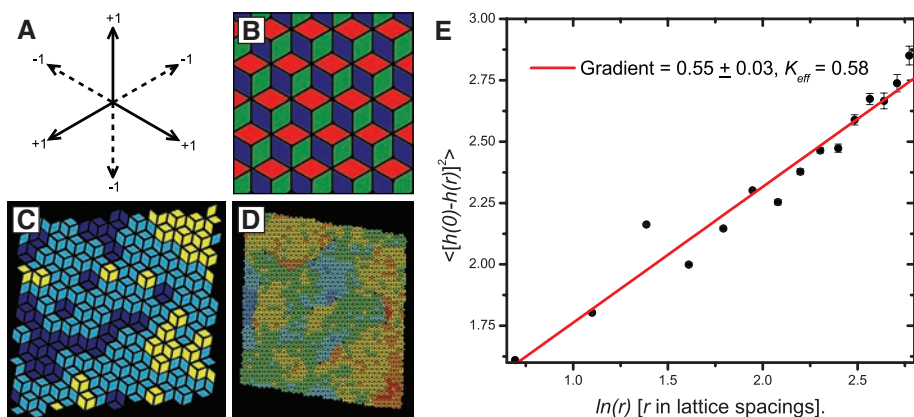 A
+1
-1
-1
+1
+1
-1
B
C
D
E
<[h(0)-h(r)]²>
3.00
2.75
2.50
2.25
2.00
1.75
Gradient = 0.55 ± 0.03, K_eff = 0.58
1.0
1.5
2.0
2.5
ln(r) [r in lattice spacings].